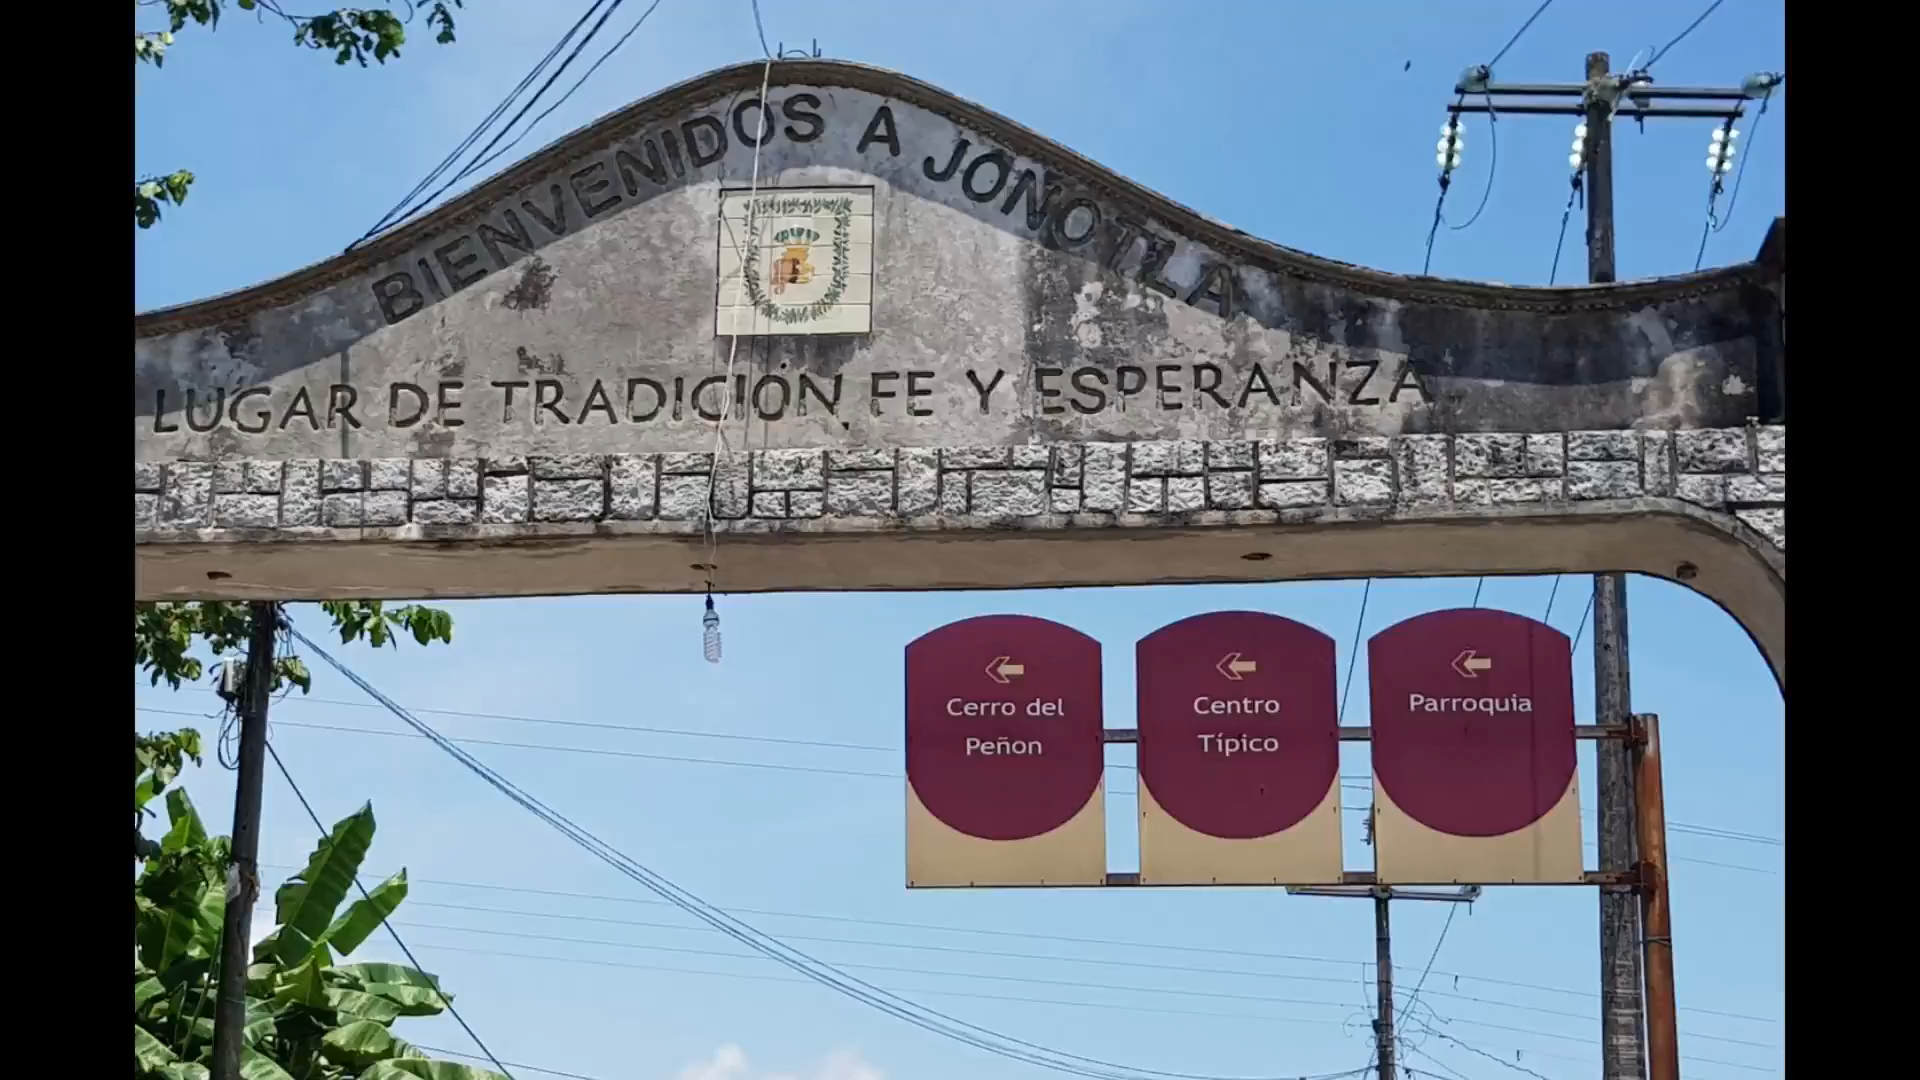 BIENVENIDOS A JONOTLA
LUGAR DE TRADICIÓN, FE Y ESPERANZA
Cerro del
Peñon
Centro
Típico
Parroquia